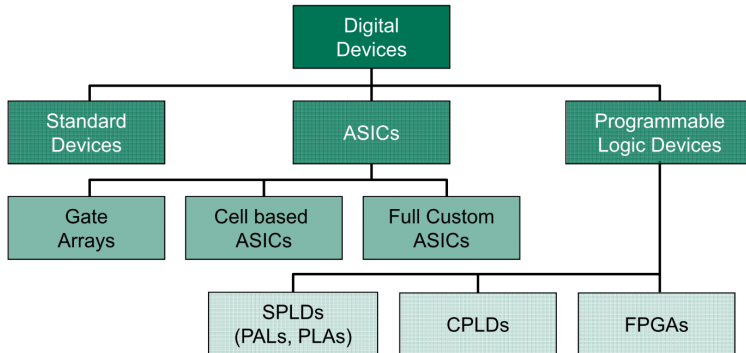 Digital
Devices
Standard
Devices
ASICs
Programmable
Logic Devices
Gate
Arrays
Cell based
ASICs
Full Custom
ASICs
SPLDs
(PALs, PLAs)
CPLDs
FPGAs